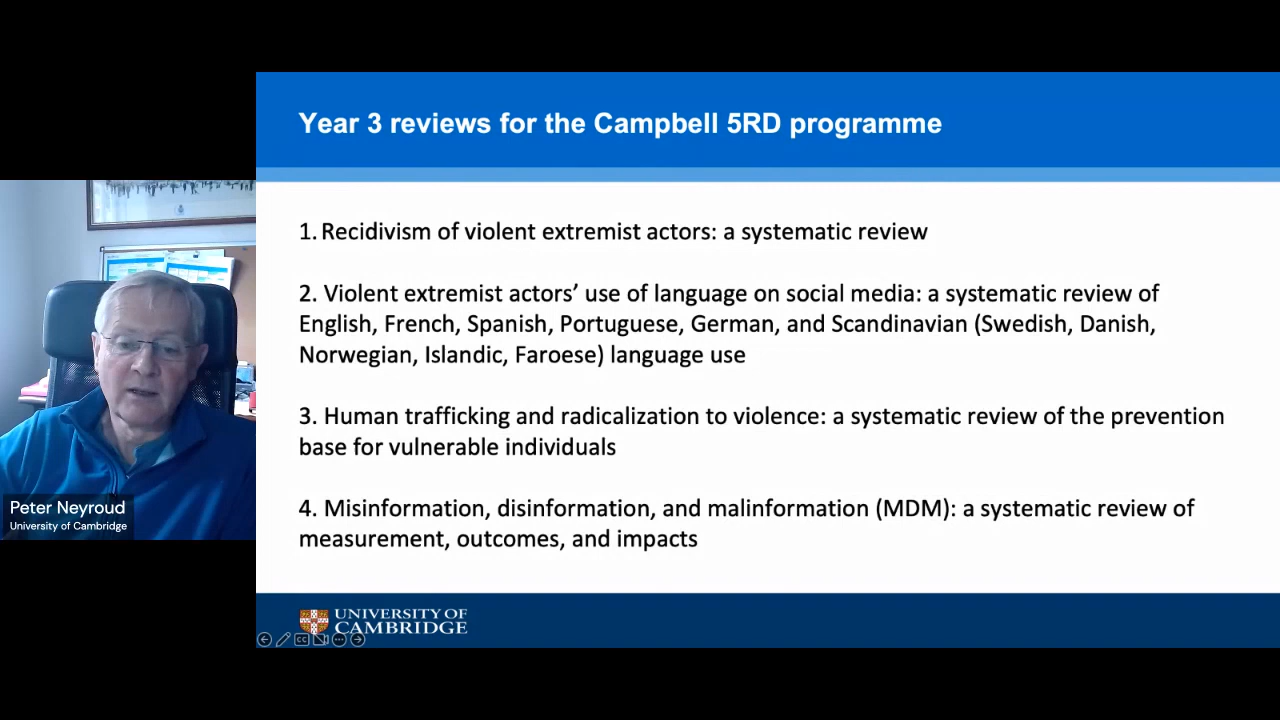 Year 3 reviews for the Campbell 5RD programme
1. Recidivism of violent extremist actors: a systematic review
2. Violent extremist actors’ use of language on social media: a systematic review of
English, French, Spanish, Portuguese, German, and Scandinavian (Swedish, Danish,
Norwegian, Islandic, Faroese) language use
3. Human trafficking and radicalization to violence: a systematic review of the prevention
base for vulnerable individuals
4. Misinformation, disinformation, and malinformation (MDM): a systematic review of
measurement, outcomes, and impacts
Peter Neyroud
University of Cambridge
UNIVERSITY OF
CAMBRIDGE